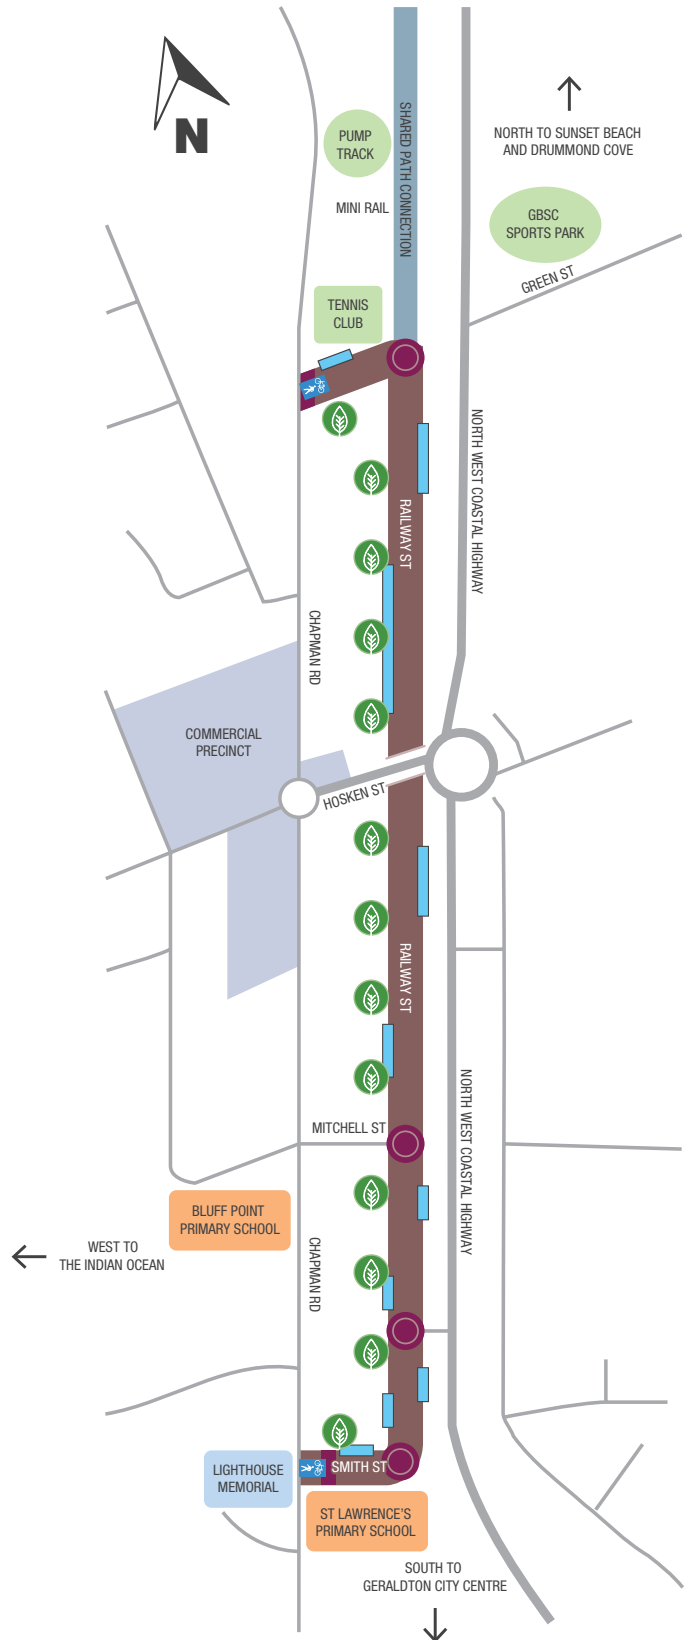 N
PUMP
TRACK
SHARED PATH CONNECTION
NORTH TO SUNSET BEACH
AND DRUMMOND COVE
MINI RAIL
GBSC
SPORTS PARK
GREEN ST
TENNIS
CLUB
NORTH WEST COASTAL HIGHWAY
RAILWAY ST
CHAPMAN RD
COMMERCIAL
PRECINCT
HOSKEN ST
RAILWAY ST
NORTH WEST COASTAL HIGHWAY
MITCHELL ST
BLUFF POINT
PRIMARY SCHOOL
WEST TO
THE INDIAN OCEAN
CHAPMAN RD
LIGHTHOUSE
MEMORIAL
SMITH ST
ST LAWRENCE'S
PRIMARY SCHOOL
SOUTH TO
GERALDTON CITY CENTRE